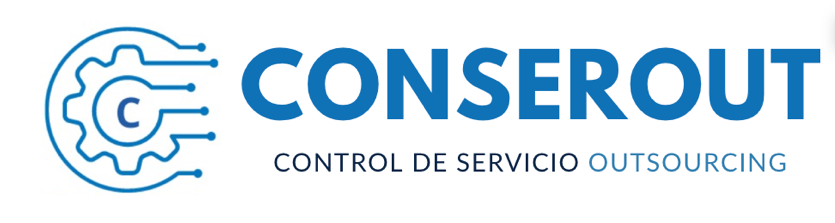 C
CONSEROUT
CONTROL DE SERVICIO OUTSOURCING